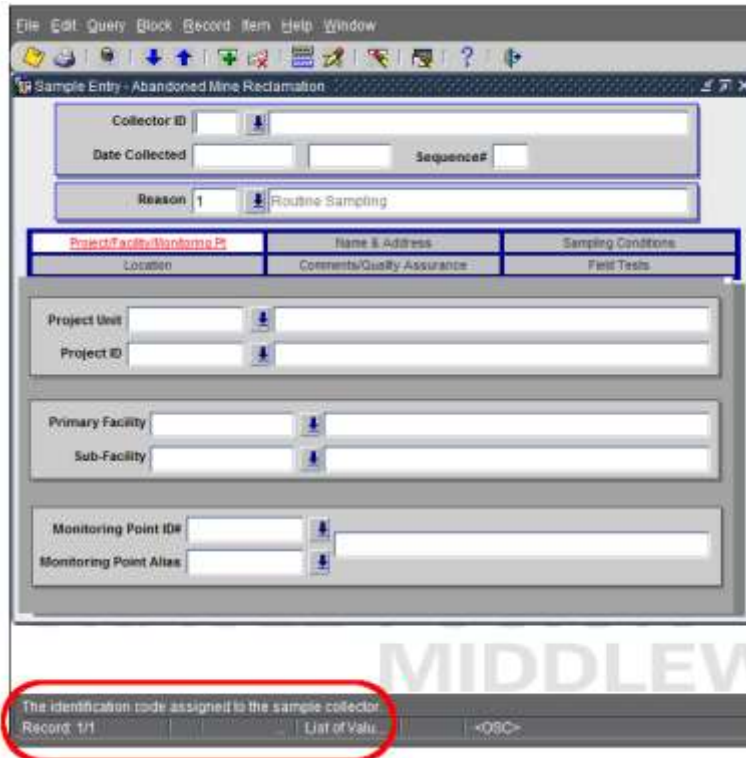 File Edit Query Block Record Item Help Window
Sample Entry - Abandoned Mine Reclamation
Collector ID
Date Collected Sequence#
Reason 1 Routine Sampling
Project/Facility/Monitoring Pt Name & Address Sampling Conditions
Location Comments/Quality Assurance Field Tests
Project Unit
Project ID
Primary Facility
Sub-Facility
Monitoring Point ID#
Monitoring Point Alias
MIDDLEW
The identification code assigned to the sample collector
Record: 1/1 ... List of Valu... <OSC>